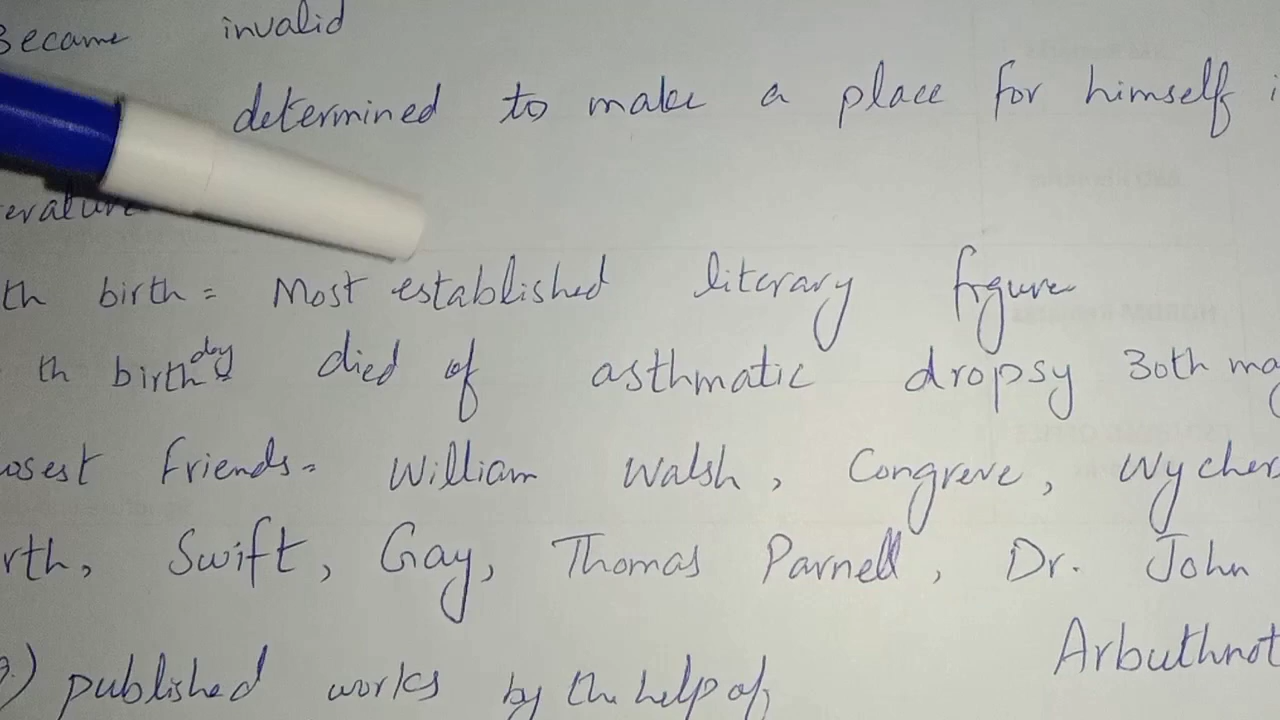 Became invalid
determined to make a place for himself i
erature
th birth = Most established literary figure
th birthday died of asthmatic dropsy 30th may
osest Friends = William Walsh, Congreve, Wychers
rth, Swift, Gay, Thomas Parnell, Dr. John
Arbuthnot
) published works by the help of,